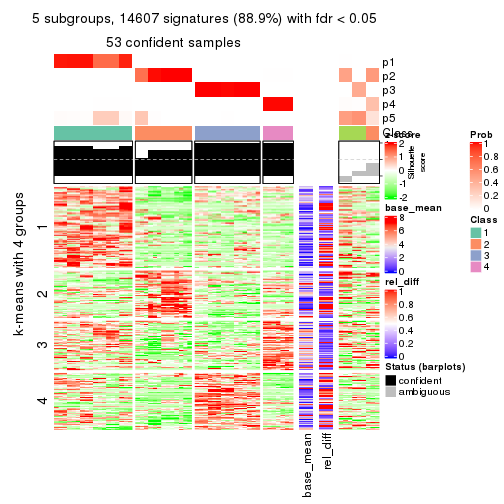 5 subgroups, 14607 signatures (88.9%) with fdr < 0.05
53 confident samples
p1
p2
p3
p4
p5
Class
k-means with 4 groups
1
2
3
4
base_mean
rel_diff
z-score
2
1
0
-1
-2
Silhouette
score
base_mean
8
6
4
2
0
rel_diff
1
0.8
0.6
0.4
0.2
0
Status (barplots)
confident
ambiguous
Prob
1
0.8
0.6
0.4
0.2
0
Class
1
2
3
4